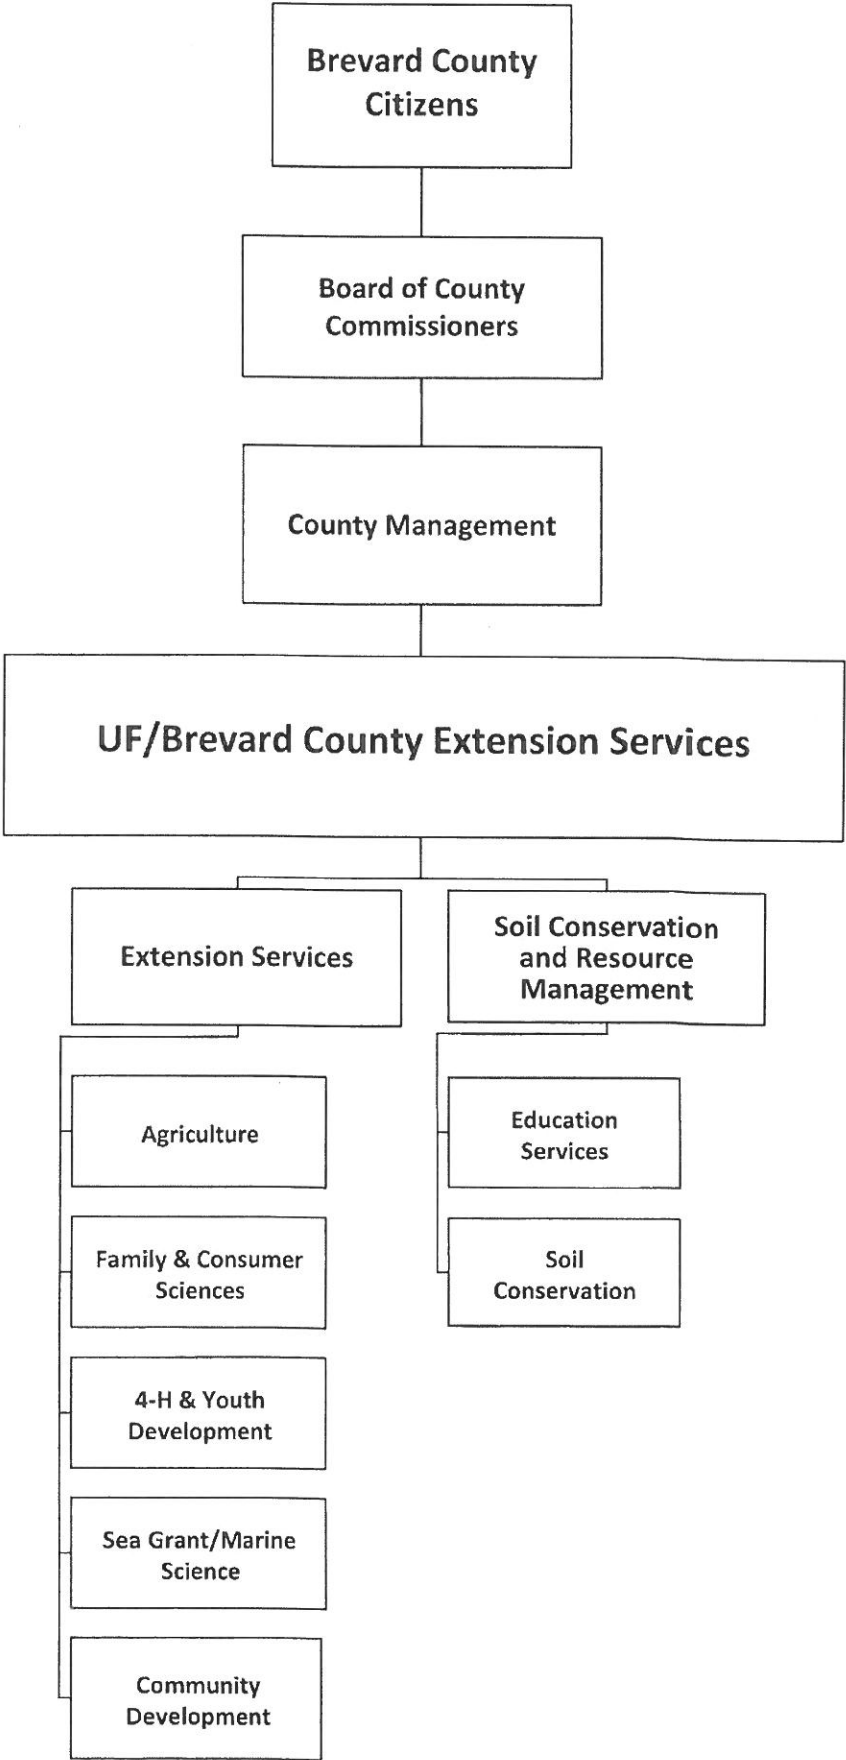 Brevard County
Citizens
Board of County
Commissioners
County Management
UF/Brevard County Extension Services
Extension Services
Soil Conservation
and Resource
Management
Agriculture
Family & Consumer
Sciences
4-H & Youth
Development
Sea Grant/Marine
Science
Community
Development
Education
Services
Soil
Conservation